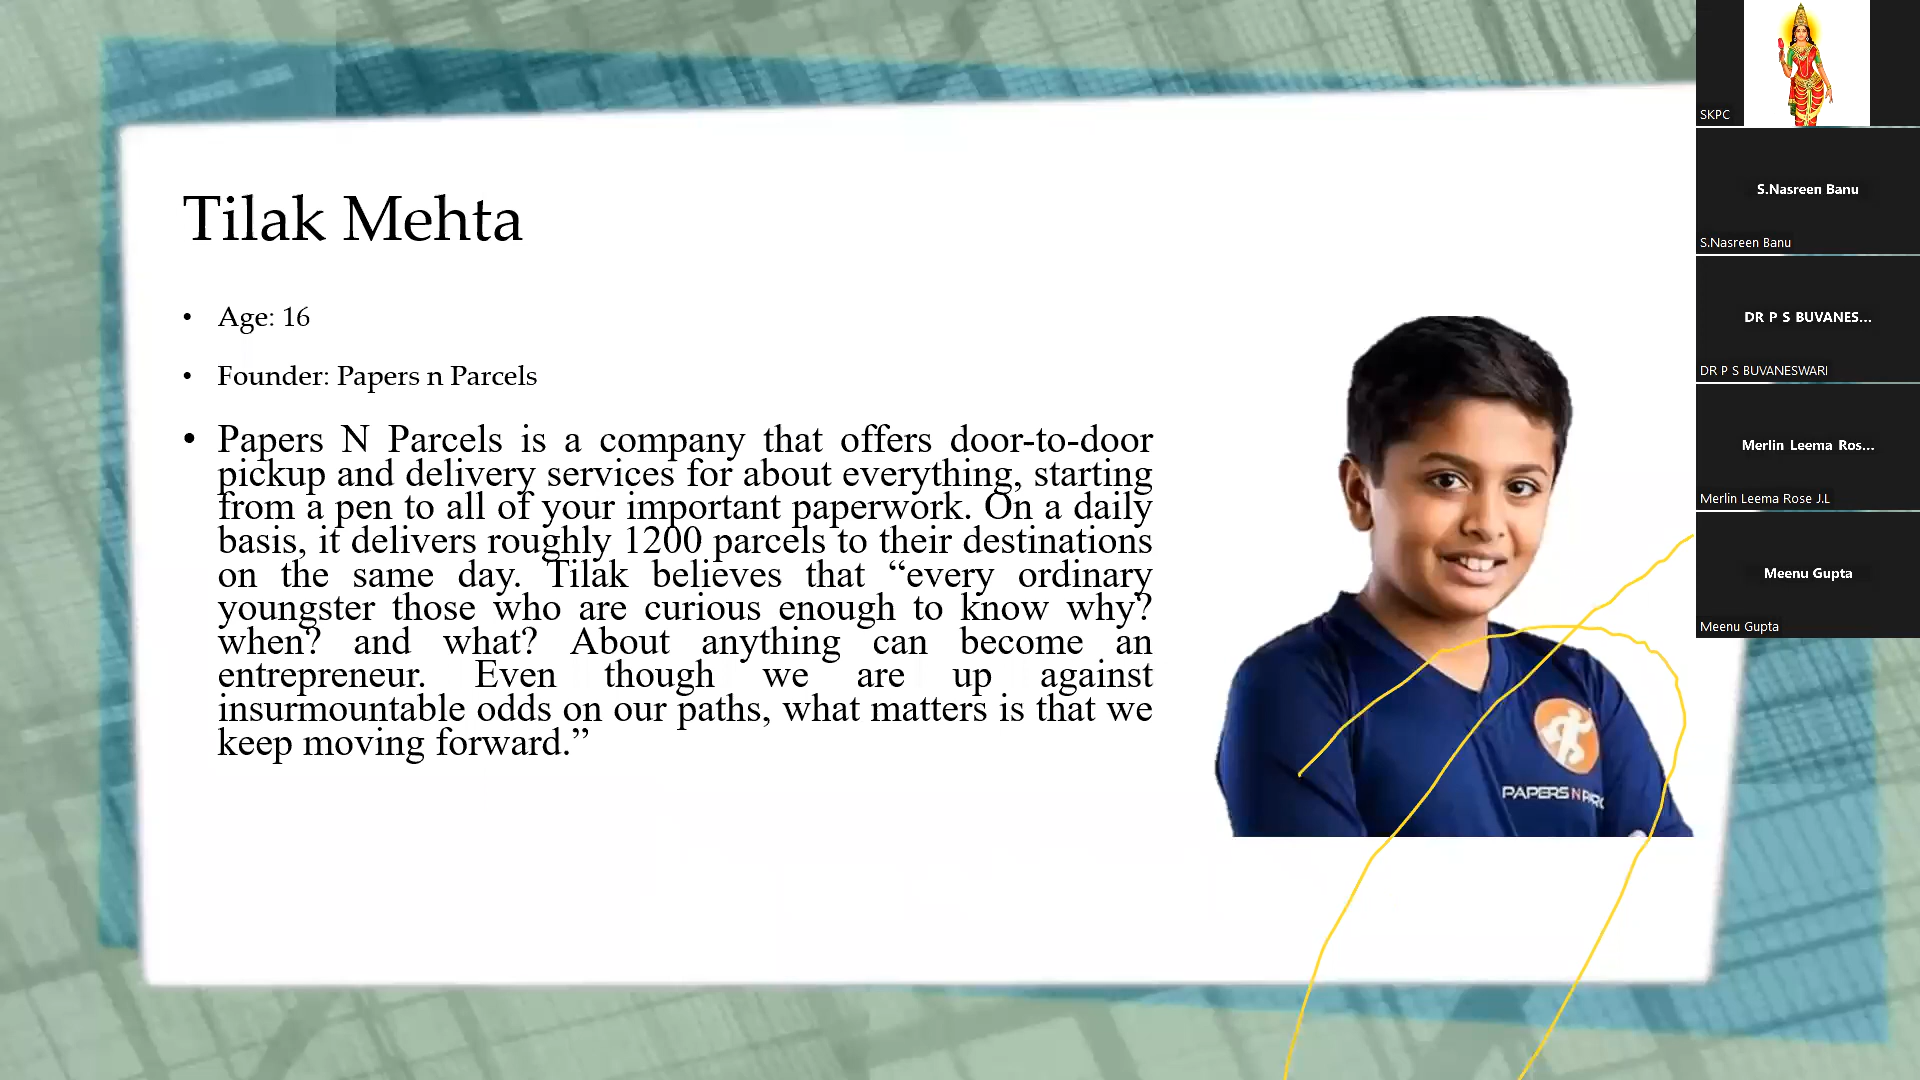 Tilak Mehta
• Age: 16
• Founder: Papers n Parcels
• Papers N Parcels is a company that offers door-to-door
pickup and delivery services for about everything, starting
from a pen to all of your important paperwork. On a daily
basis, it delivers roughly 1200 parcels to their destinations
on the same day. Tilak believes that “every ordinary
youngster those who are curious enough to know why?
when? and what? About anything can become an
entrepreneur. Even though we are up against
insurmountable odds on our paths, what matters is that we
keep moving forward.”
PAPERS N
SKPC
S.Nasreen Banu
S.Nasreen Banu
DR P S BUVANES...
DR P S BUVANESWARI
Merlin Leema Ros...
Merlin Leema Rose J.L
Meenu Gupta
Meenu Gupta